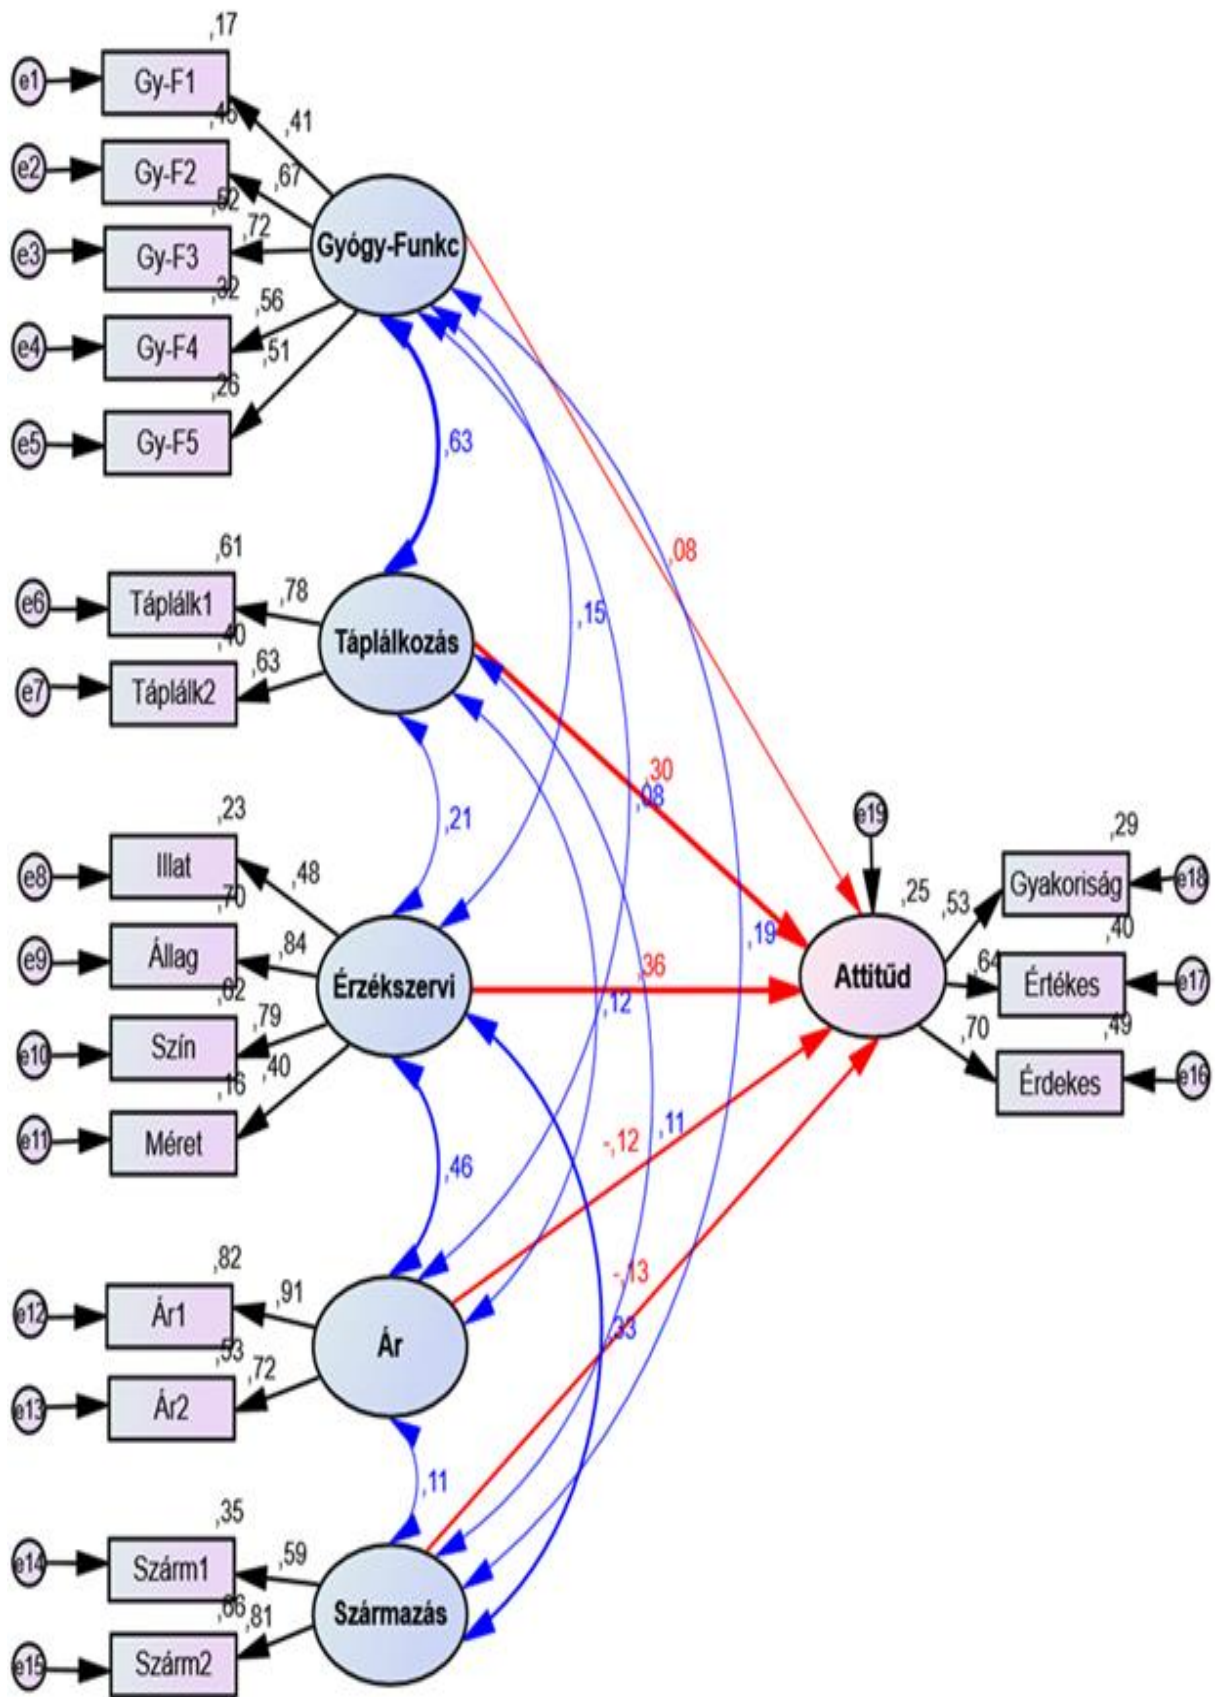 ,17
e1
Gy-F1
,41
,45
e2
Gy-F2
,67
,52
e3
Gy-F3
,72
Gyógy-Funkc
,32
e4
Gy-F4
,56
,51
,26
e5
Gy-F5
,63
,08
,61
e6
Táplálk1
,78
,15
Táplálkozás
,40
e7
Táplálk2
,63
,30
,08
,21
,23
e8
Illat
,48
e19
,29
Gyakoriság
e18
,25
,53
,70
e9
Állag
,84
,19
,40
Érzékszervi
,36
Attitűd
,64
Értékes
e17
,62
e10
Szín
,79
,12
,70
,49
,16
,40
Érdekes
e16
e11
Méret
-,12
,11
,46
,82
e12
Ár1
,91
-,13
Ár
,33
,53
e13
Ár2
,72
,11
,35
e14
Szárm1
,59
Származás
,66
,81
e15
Szárm2